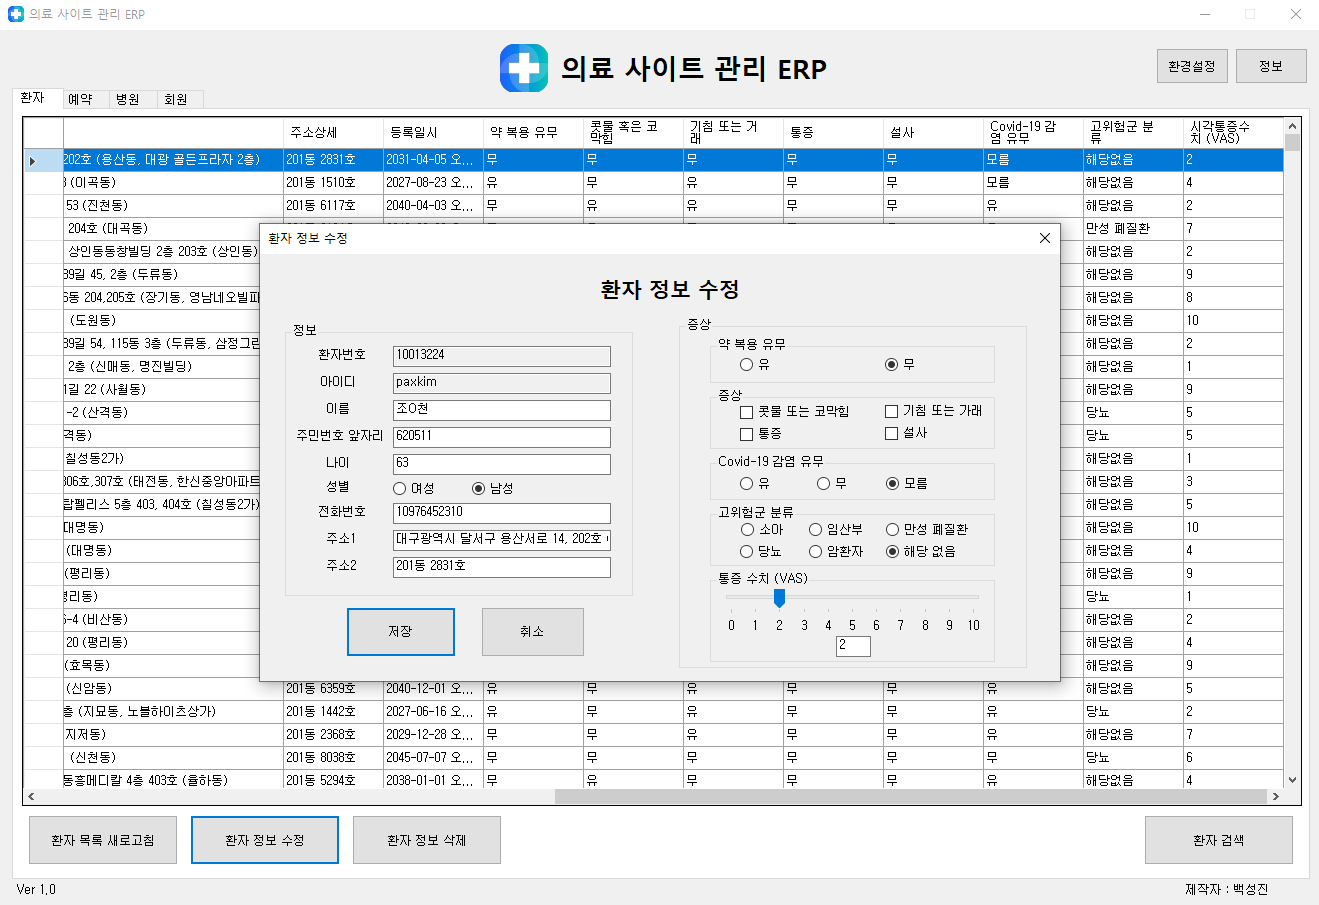 의료 사이트 관리 ERP
의료 사이트 관리 ERP
환경설정 정보
환자 예약 병원 회원
주소상세 등록일시 약 복용 유무 콧물 혹은 코막힘 기침 또는 가래 통증 설사 Covid-19 감염 유무 고위험군 분류 시각통증수치 (VAS)
202호 (용산동, 대광 골든프라자 2층) 201동 2831호 2031-04-05 오... 무 무 무 무 무 모름 해당없음 2
(미곡동) 201동 1510호 2027-08-23 오... 유 무 유 무 무 모름 해당없음 4
53 (진천동) 201동 6117호 2040-04-03 오... 무 유 유 무 무 유 해당없음 2
204호 (대곡동) 만성 폐질환 7
상인동동창빌딩 2층 203호 (상인동) 해당없음 2
39길 45, 2층 (두류동) 해당없음 9
6동 204,205호 (장기동, 영남네오빌파 해당없음 8
(도원동) 해당없음 10
39길 54, 115동 3층 (두류동, 삼정그린 해당없음 2
2층 (신매동, 명진빌딩) 해당없음 1
1길 22 (사월동) 해당없음 9
-2 (산격동) 당뇨 5
격동) 당뇨 5
칠성동2가) 해당없음 1
306호,307호 (태전동, 한신중앙아파트 해당없음 3
탑펠리스 5층 403, 404호 (칠성동2가) 해당없음 5
대명동) 해당없음 10
(대명동) 해당없음 4
(평리동) 해당없음 9
평리동) 당뇨 1
6-4 (비산동) 해당없음 2
20 (평리동) 해당없음 4
(효목동) 해당없음 9
(신암동) 201동 6359호 2040-12-01 오... 유 무 유 무 무 유 해당없음 5
층 (지묘동, 노블하이츠상가) 201동 1442호 2027-06-16 오... 유 무 유 무 무 유 당뇨 2
지저동) 201동 2368호 2029-12-28 오... 무 무 유 무 무 유 해당없음 7
(신천동) 201동 8038호 2045-07-07 오... 무 무 무 무 무 무 당뇨 6
동흥메디칼 4층 403호 (율하동) 201동 5294호 2038-01-01 오... 무 유 무 무 무 유 해당없음 4
환자 정보 수정
환자 정보 수정
정보
환자번호 10013224
아이디 paxkim
이름 조O천
주민번호 앞자리 620511
나이 63
성별 여성 남성
전화번호 10976452310
주소1 대구광역시 달서구 용산서로 14, 202호 (
주소2 201동 2831호
저장 취소
증상
약 복용 유무
유 무
증상
콧물 또는 코막힘 기침 또는 가래
통증 설사
Covid-19 감염 유무
유 무 모름
고위험군 분류
소아 임산부 만성 폐질환
당뇨 암환자 해당 없음
통증 수치 (VAS)
0 1 2 3 4 5 6 7 8 9 10
2
환자 목록 새로고침 환자 정보 수정 환자 정보 삭제 환자 검색
Ver 1.0 제작자 : 백성진